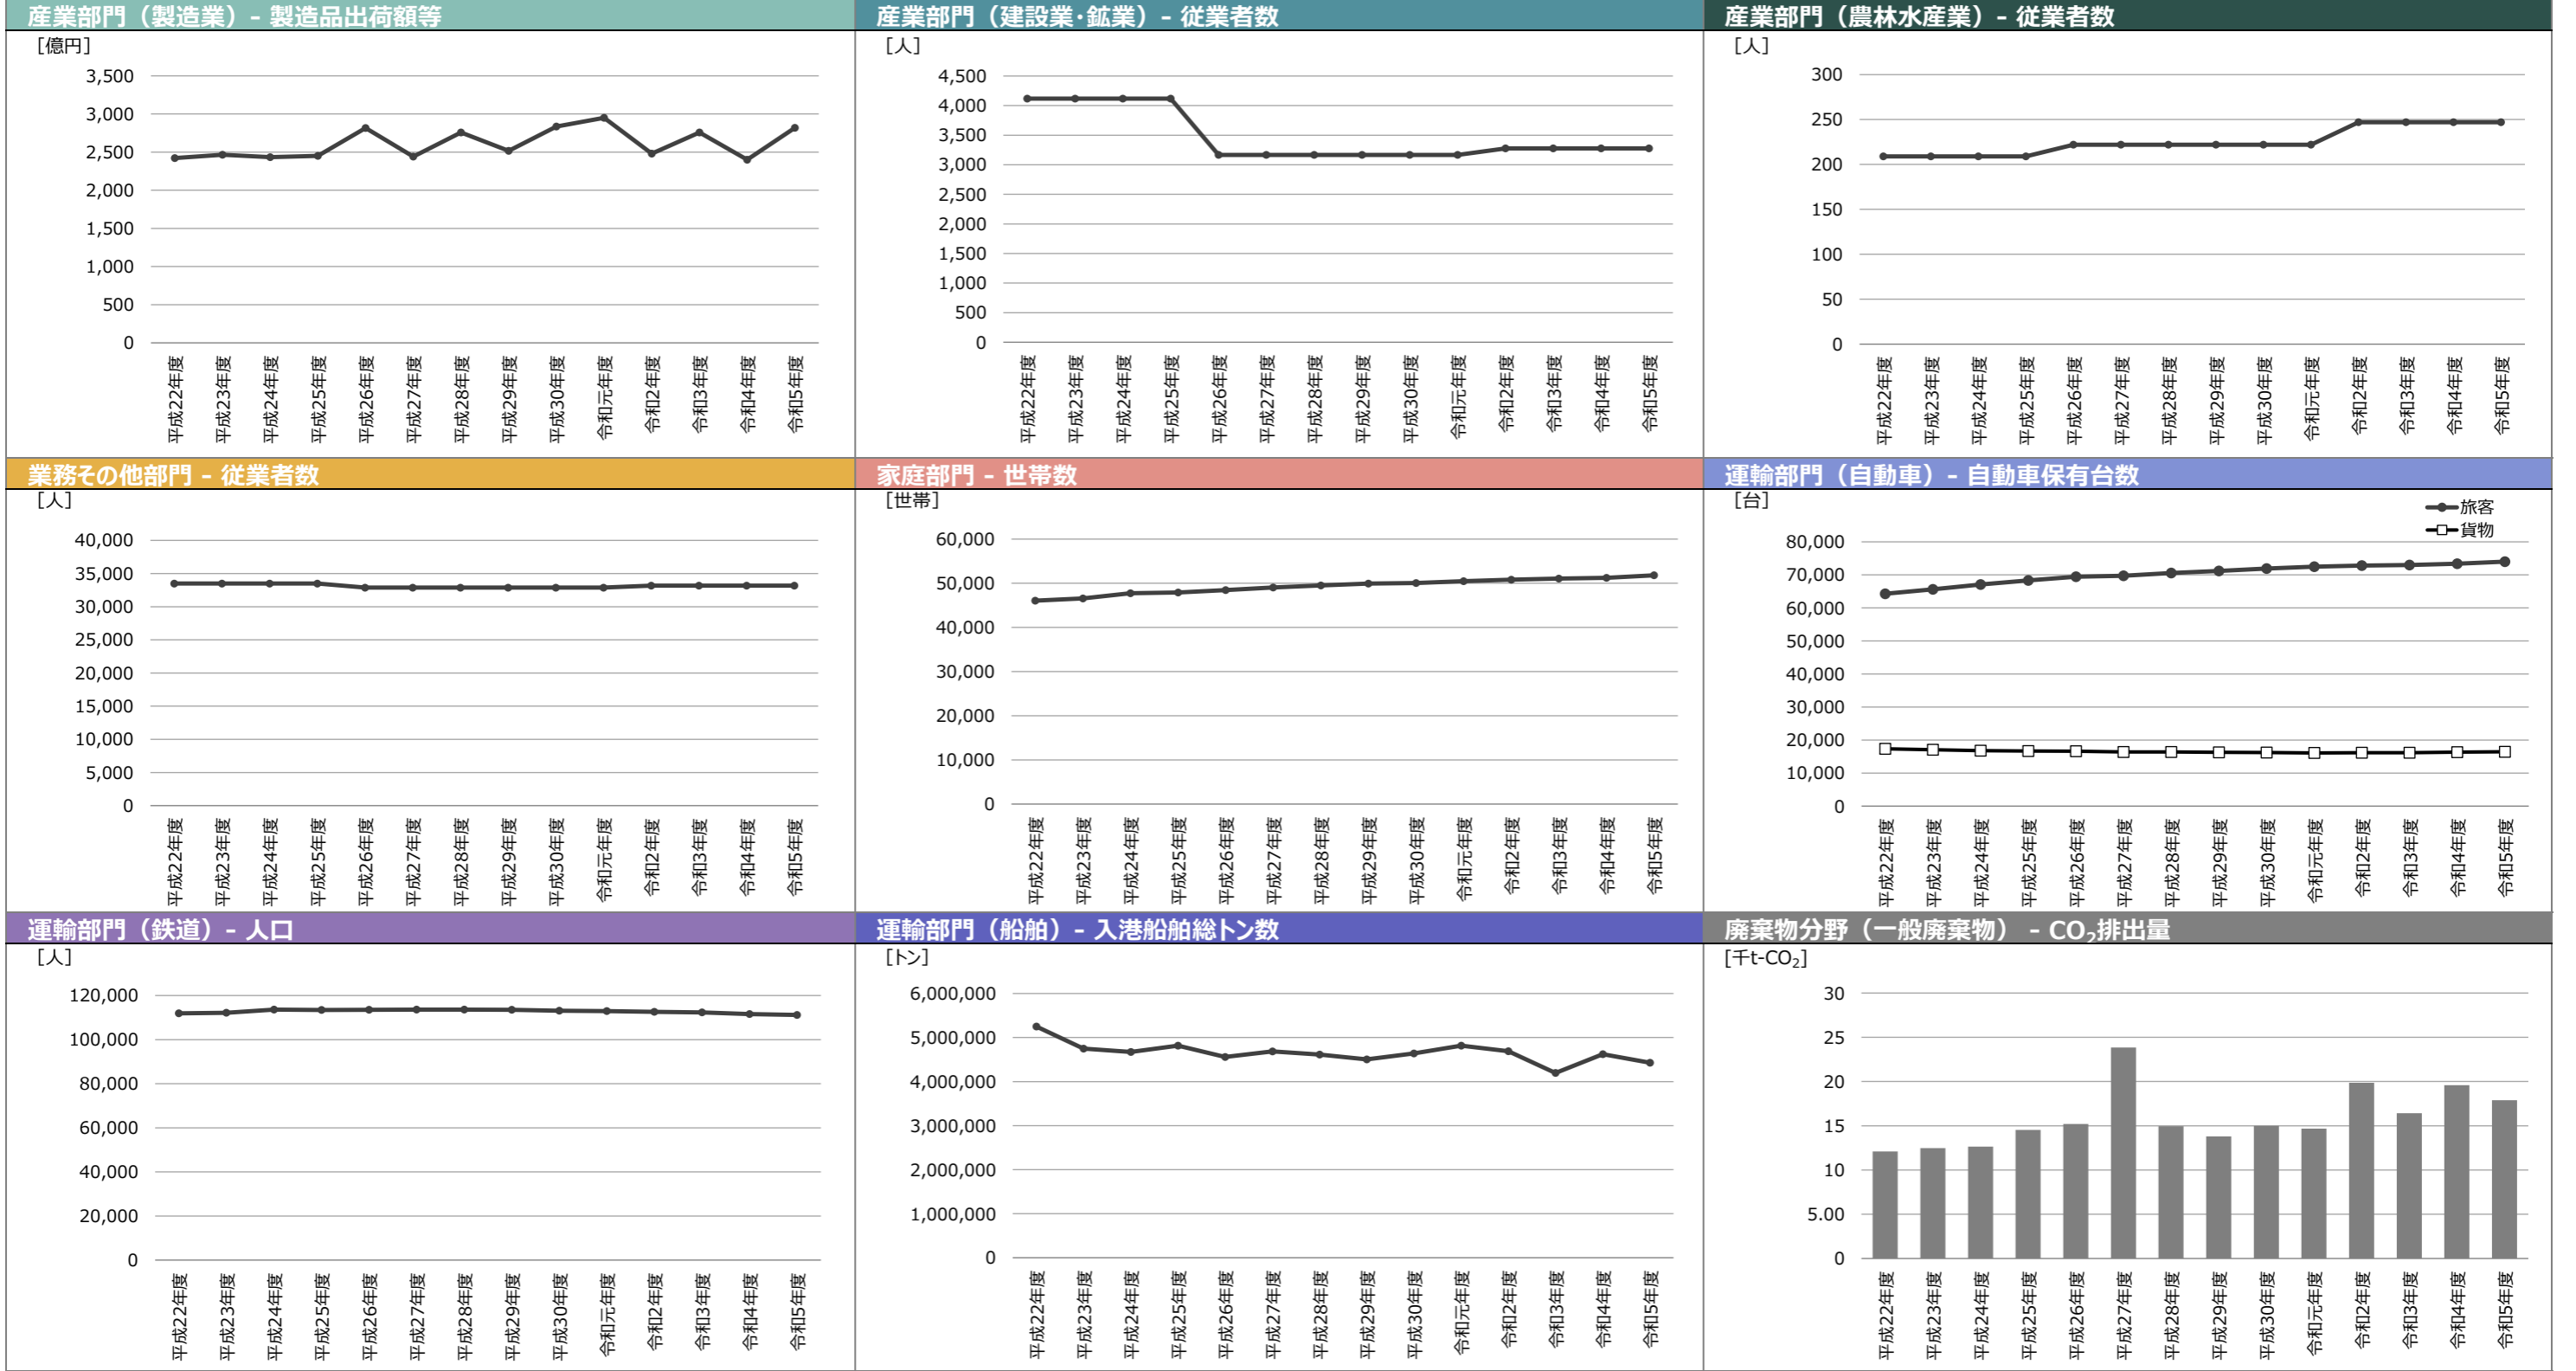 産業部門（製造業）- 製造品出荷額等
[億円]
3,500
3,000
2,500
2,000
1,500
1,000
500
0
平成22年度
平成23年度
平成24年度
平成25年度
平成26年度
平成27年度
平成28年度
平成29年度
平成30年度
令和元年度
令和2年度
令和3年度
令和4年度
令和5年度
産業部門（建設業・鉱業）- 従業者数
[人]
4,500
4,000
3,500
3,000
2,500
2,000
1,500
1,000
500
0
平成22年度
平成23年度
平成24年度
平成25年度
平成26年度
平成27年度
平成28年度
平成29年度
平成30年度
令和元年度
令和2年度
令和3年度
令和4年度
令和5年度
産業部門（農林水産業）- 従業者数
[人]
300
250
200
150
100
50
0
平成22年度
平成23年度
平成24年度
平成25年度
平成26年度
平成27年度
平成28年度
平成29年度
平成30年度
令和元年度
令和2年度
令和3年度
令和4年度
令和5年度
業務その他部門 - 従業者数
[人]
40,000
35,000
30,000
25,000
20,000
15,000
10,000
5,000
0
平成22年度
平成23年度
平成24年度
平成25年度
平成26年度
平成27年度
平成28年度
平成29年度
平成30年度
令和元年度
令和2年度
令和3年度
令和4年度
令和5年度
家庭部門 - 世帯数
[世帯]
60,000
50,000
40,000
30,000
20,000
10,000
0
平成22年度
平成23年度
平成24年度
平成25年度
平成26年度
平成27年度
平成28年度
平成29年度
平成30年度
令和元年度
令和2年度
令和3年度
令和4年度
令和5年度
運輸部門（自動車）- 自動車保有台数
[台]
旅客
貨物
80,000
70,000
60,000
50,000
40,000
30,000
20,000
10,000
0
平成22年度
平成23年度
平成24年度
平成25年度
平成26年度
平成27年度
平成28年度
平成29年度
平成30年度
令和元年度
令和2年度
令和3年度
令和4年度
令和5年度
運輸部門（鉄道）- 人口
[人]
120,000
100,000
80,000
60,000
40,000
20,000
0
平成22年度
平成23年度
平成24年度
平成25年度
平成26年度
平成27年度
平成28年度
平成29年度
平成30年度
令和元年度
令和2年度
令和3年度
令和4年度
令和5年度
運輸部門（船舶）- 入港船舶総トン数
[トン]
6,000,000
5,000,000
4,000,000
3,000,000
2,000,000
1,000,000
0
平成22年度
平成23年度
平成24年度
平成25年度
平成26年度
平成27年度
平成28年度
平成29年度
平成30年度
令和元年度
令和2年度
令和3年度
令和4年度
令和5年度
廃棄物分野（一般廃棄物） - CO₂排出量
[千t-CO₂]
30
25
20
15
10
5.00
0
平成22年度
平成23年度
平成24年度
平成25年度
平成26年度
平成27年度
平成28年度
平成29年度
平成30年度
令和元年度
令和2年度
令和3年度
令和4年度
令和5年度